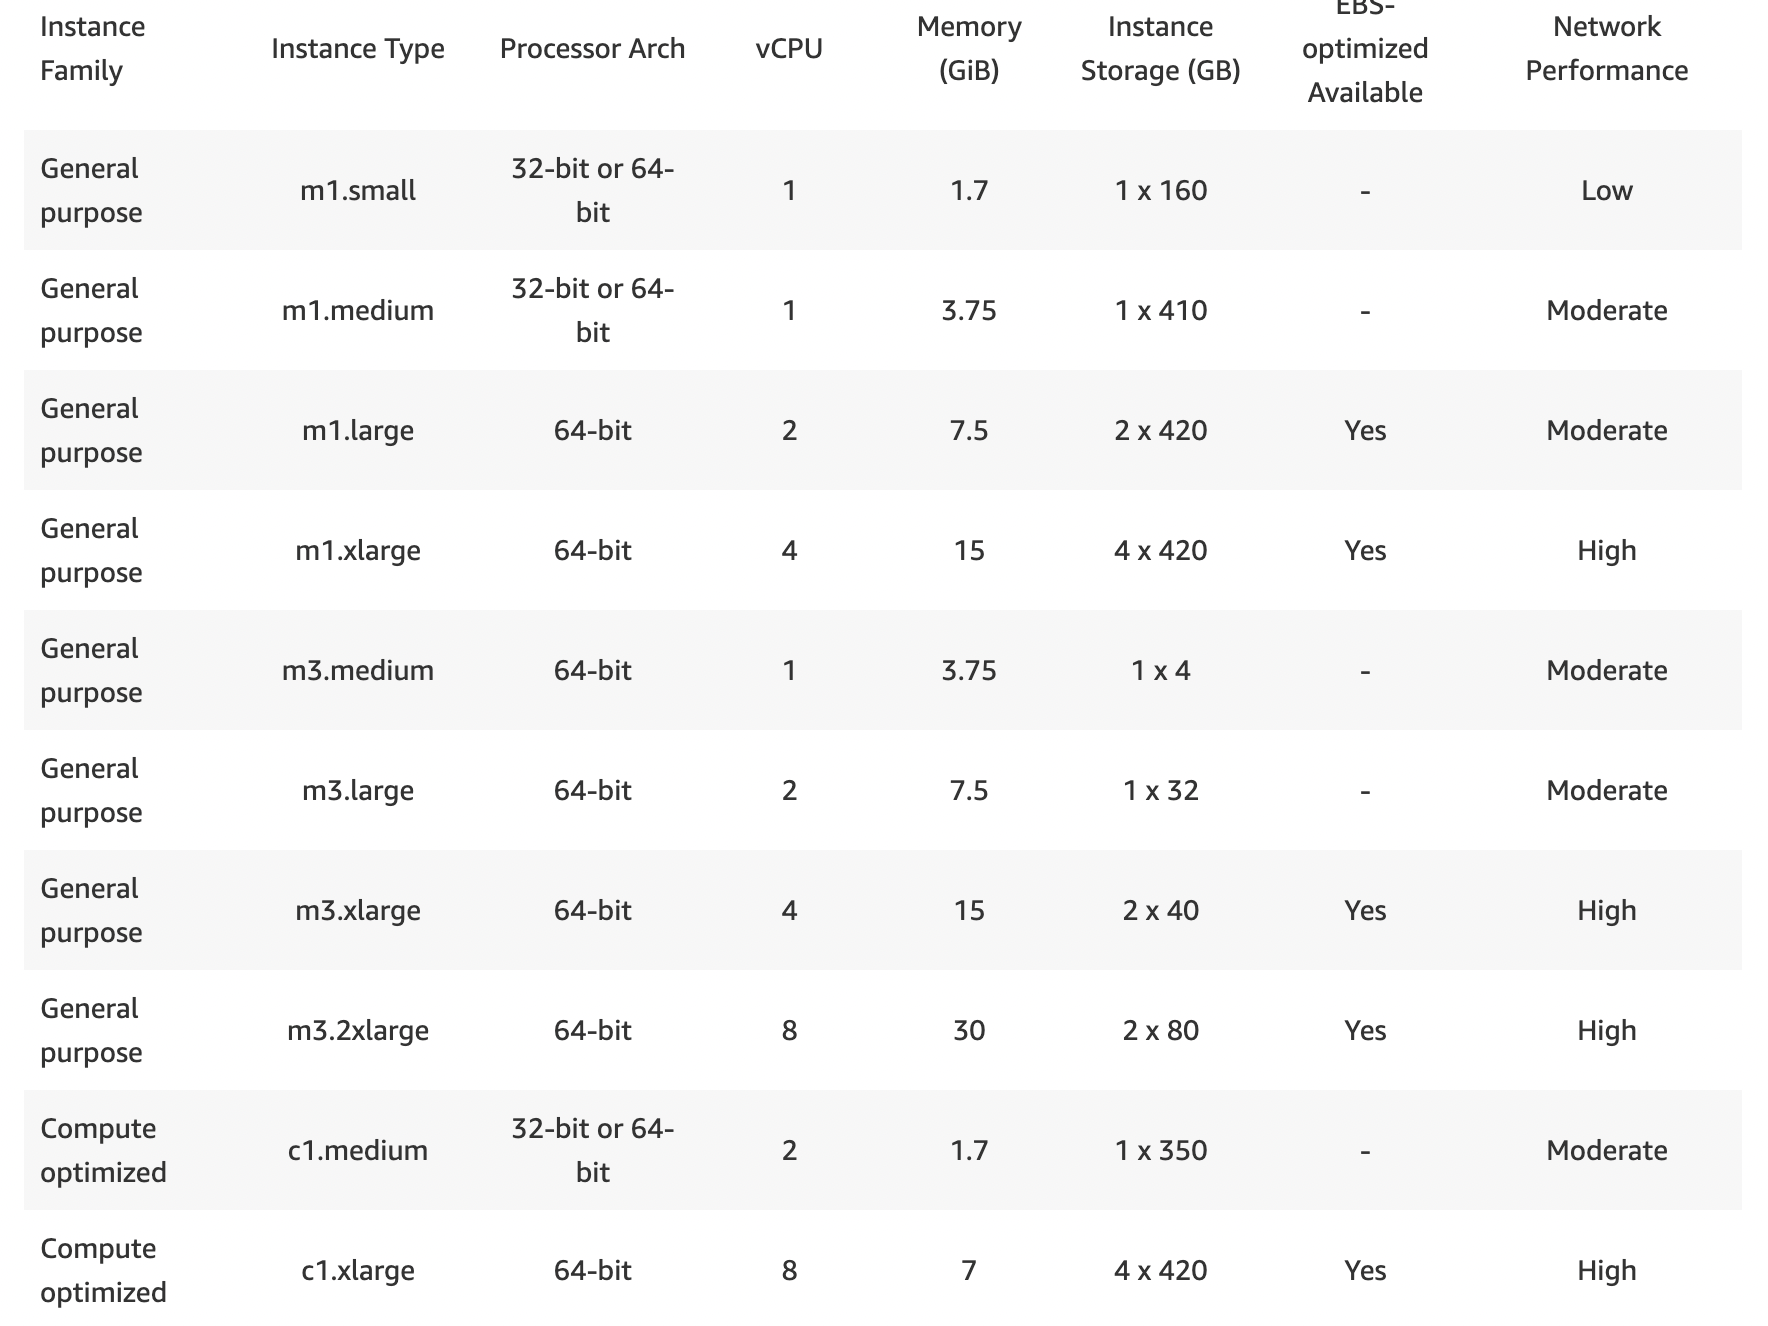 Instance Family | Instance Type | Processor Arch | vCPU | Memory (GiB) | Instance Storage (GB) | EBS-optimized Available | Network Performance
General purpose | m1.small | 32-bit or 64-bit | 1 | 1.7 | 1 x 160 | - | Low
General purpose | m1.medium | 32-bit or 64-bit | 1 | 3.75 | 1 x 410 | - | Moderate
General purpose | m1.large | 64-bit | 2 | 7.5 | 2 x 420 | Yes | Moderate
General purpose | m1.xlarge | 64-bit | 4 | 15 | 4 x 420 | Yes | High
General purpose | m3.medium | 64-bit | 1 | 3.75 | 1 x 4 | - | Moderate
General purpose | m3.large | 64-bit | 2 | 7.5 | 1 x 32 | - | Moderate
General purpose | m3.xlarge | 64-bit | 4 | 15 | 2 x 40 | Yes | High
General purpose | m3.2xlarge | 64-bit | 8 | 30 | 2 x 80 | Yes | High
Compute optimized | c1.medium | 32-bit or 64-bit | 2 | 1.7 | 1 x 350 | - | Moderate
Compute optimized | c1.xlarge | 64-bit | 8 | 7 | 4 x 420 | Yes | High